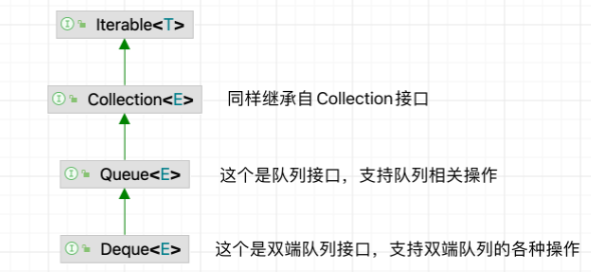 Iterable<T>
Collection<E> 同样继承自Collection接口
Queue<E> 这个是队列接口，支持队列相关操作
Deque<E> 这个是双端队列接口，支持双端队列的各种操作